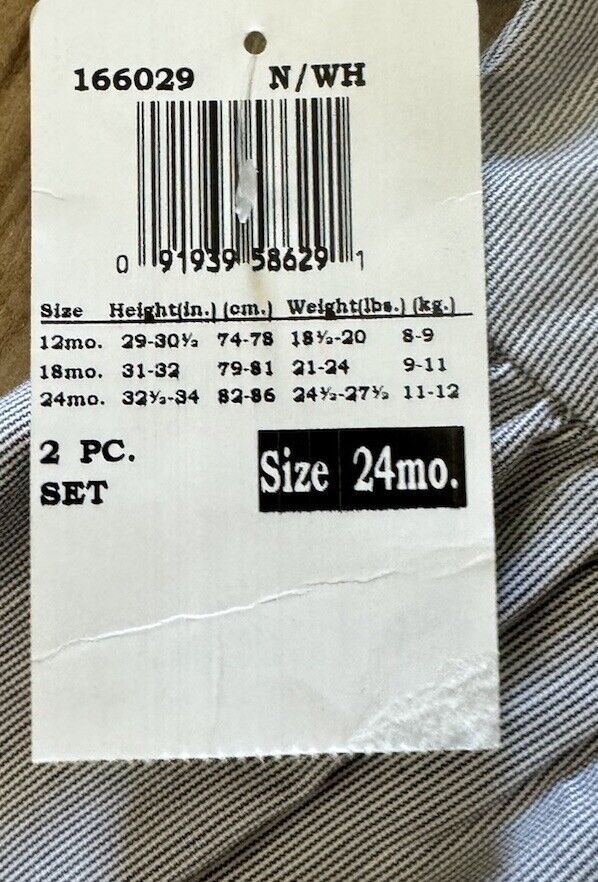 166029 N/WH
0 91939 58629 1
Size Height(in.) (cm.) Weight(lbs.) (kg.)
12mo. 29-30½ 74-78 18½-20 8-9
18mo. 31-32 79-81 21-24 9-11
24mo. 32½-34 82-86 24½-27½ 11-12
2 PC.
SET
Size 24mo.